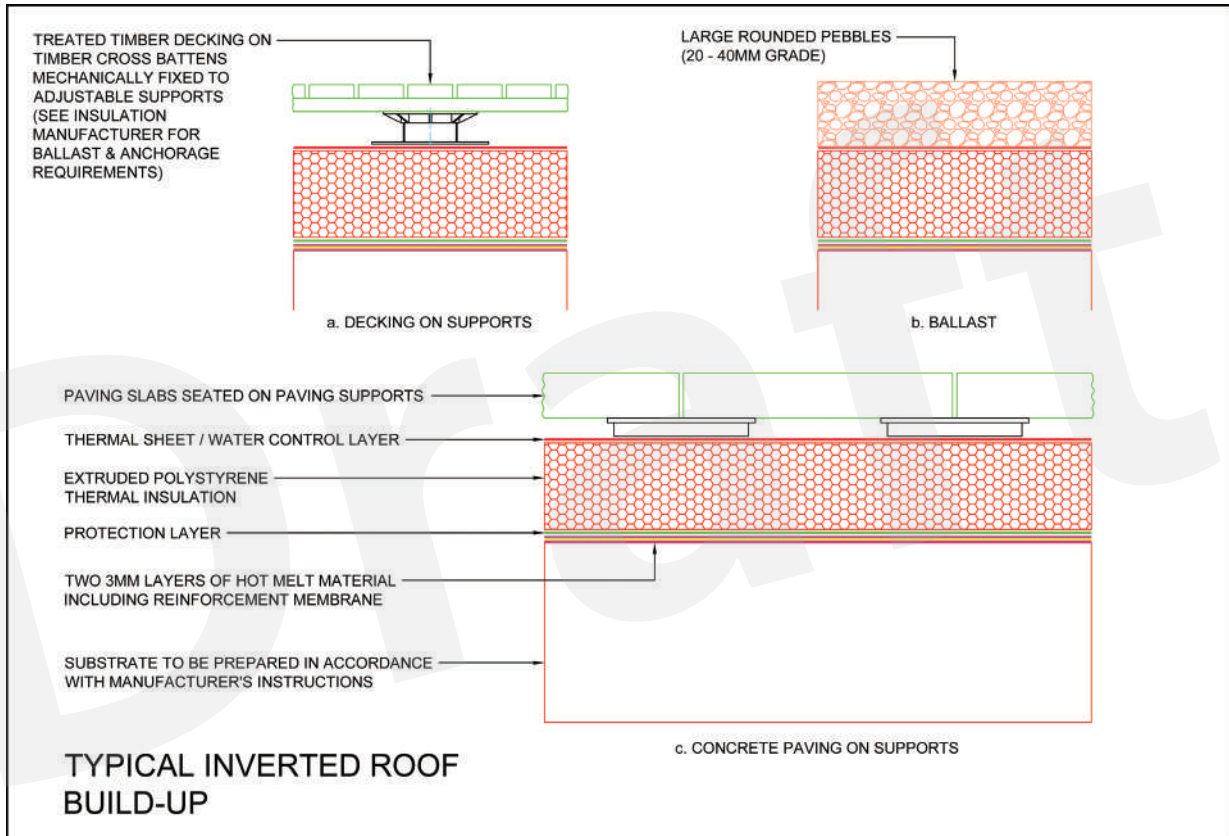 TREATED TIMBER DECKING ON
TIMBER CROSS BATTENS
MECHANICALLY FIXED TO
ADJUSTABLE SUPPORTS
(SEE INSULATION
MANUFACTURER FOR
BALLAST & ANCHORAGE
REQUIREMENTS)
a. DECKING ON SUPPORTS
LARGE ROUNDED PEBBLES
(20 - 40MM GRADE)
b. BALLAST
PAVING SLABS SEATED ON PAVING SUPPORTS
THERMAL SHEET / WATER CONTROL LAYER
EXTRUDED POLYSTYRENE
THERMAL INSULATION
PROTECTION LAYER
TWO 3MM LAYERS OF HOT MELT MATERIAL
INCLUDING REINFORCEMENT MEMBRANE
SUBSTRATE TO BE PREPARED IN ACCORDANCE
WITH MANUFACTURER'S INSTRUCTIONS
c. CONCRETE PAVING ON SUPPORTS
TYPICAL INVERTED ROOF
BUILD-UP
Draft